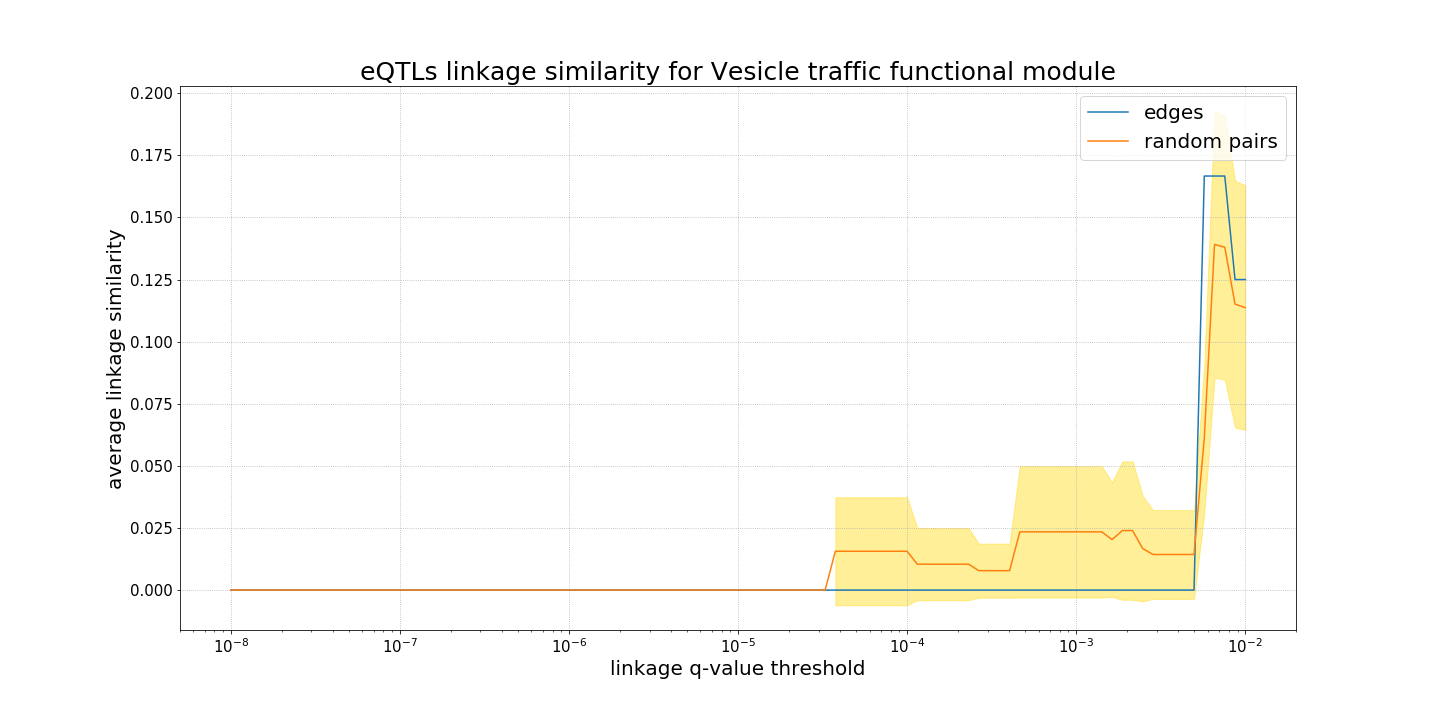 eQTLs linkage similarity for Vesicle traffic functional module
edges
random pairs
average linkage similarity
0.200
0.175
0.150
0.125
0.100
0.075
0.050
0.025
0.000
10⁻⁸ 10⁻⁷ 10⁻⁶ 10⁻⁵ 10⁻⁴ 10⁻³ 10⁻²
linkage q-value threshold